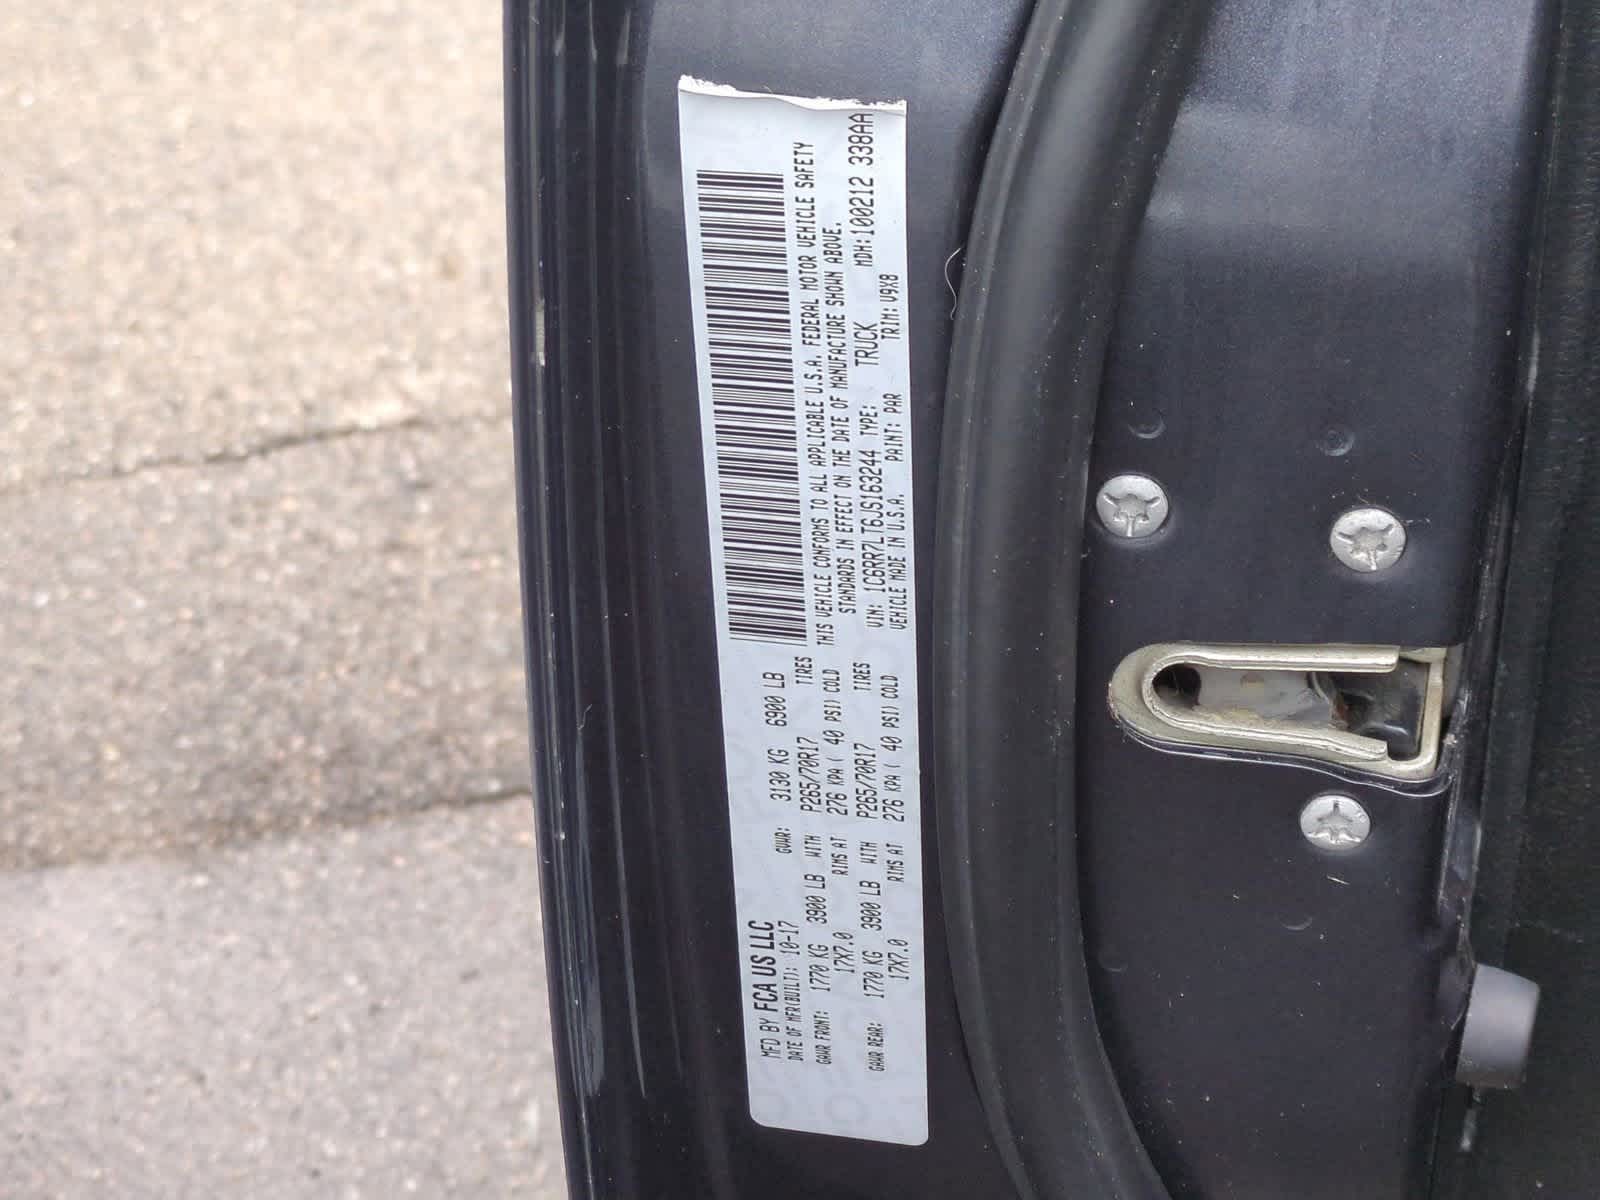 MFD BY FCA US LLC
DATE OF MFR(BUILT): 10-17 GVWR: 3130 KG 6900 LB
GAWR FRONT: 1770 KG 3900 LB WITH P265/70R17 TIRES
17X7.0 RIMS AT 276 KPA( 40 PSI) COLD
GAWR REAR: 1770 KG 3900 LB WITH P265/70R17 TIRES
17X7.0 RIMS AT 276 KPA( 40 PSI) COLD
THIS VEHICLE CONFORMS TO ALL APPLICABLE U.S.A. FEDERAL MOTOR VEHICLE SAFETY
STANDARDS IN EFFECT ON THE DATE OF MANUFACTURE SHOWN ABOVE.
VIN: 1C6RR7LT6JS163244 TYPE: TRUCK MDH:100212 338AA
VEHICLE MADE IN U.S.A. PAINT: PAR TRIM: V9X8